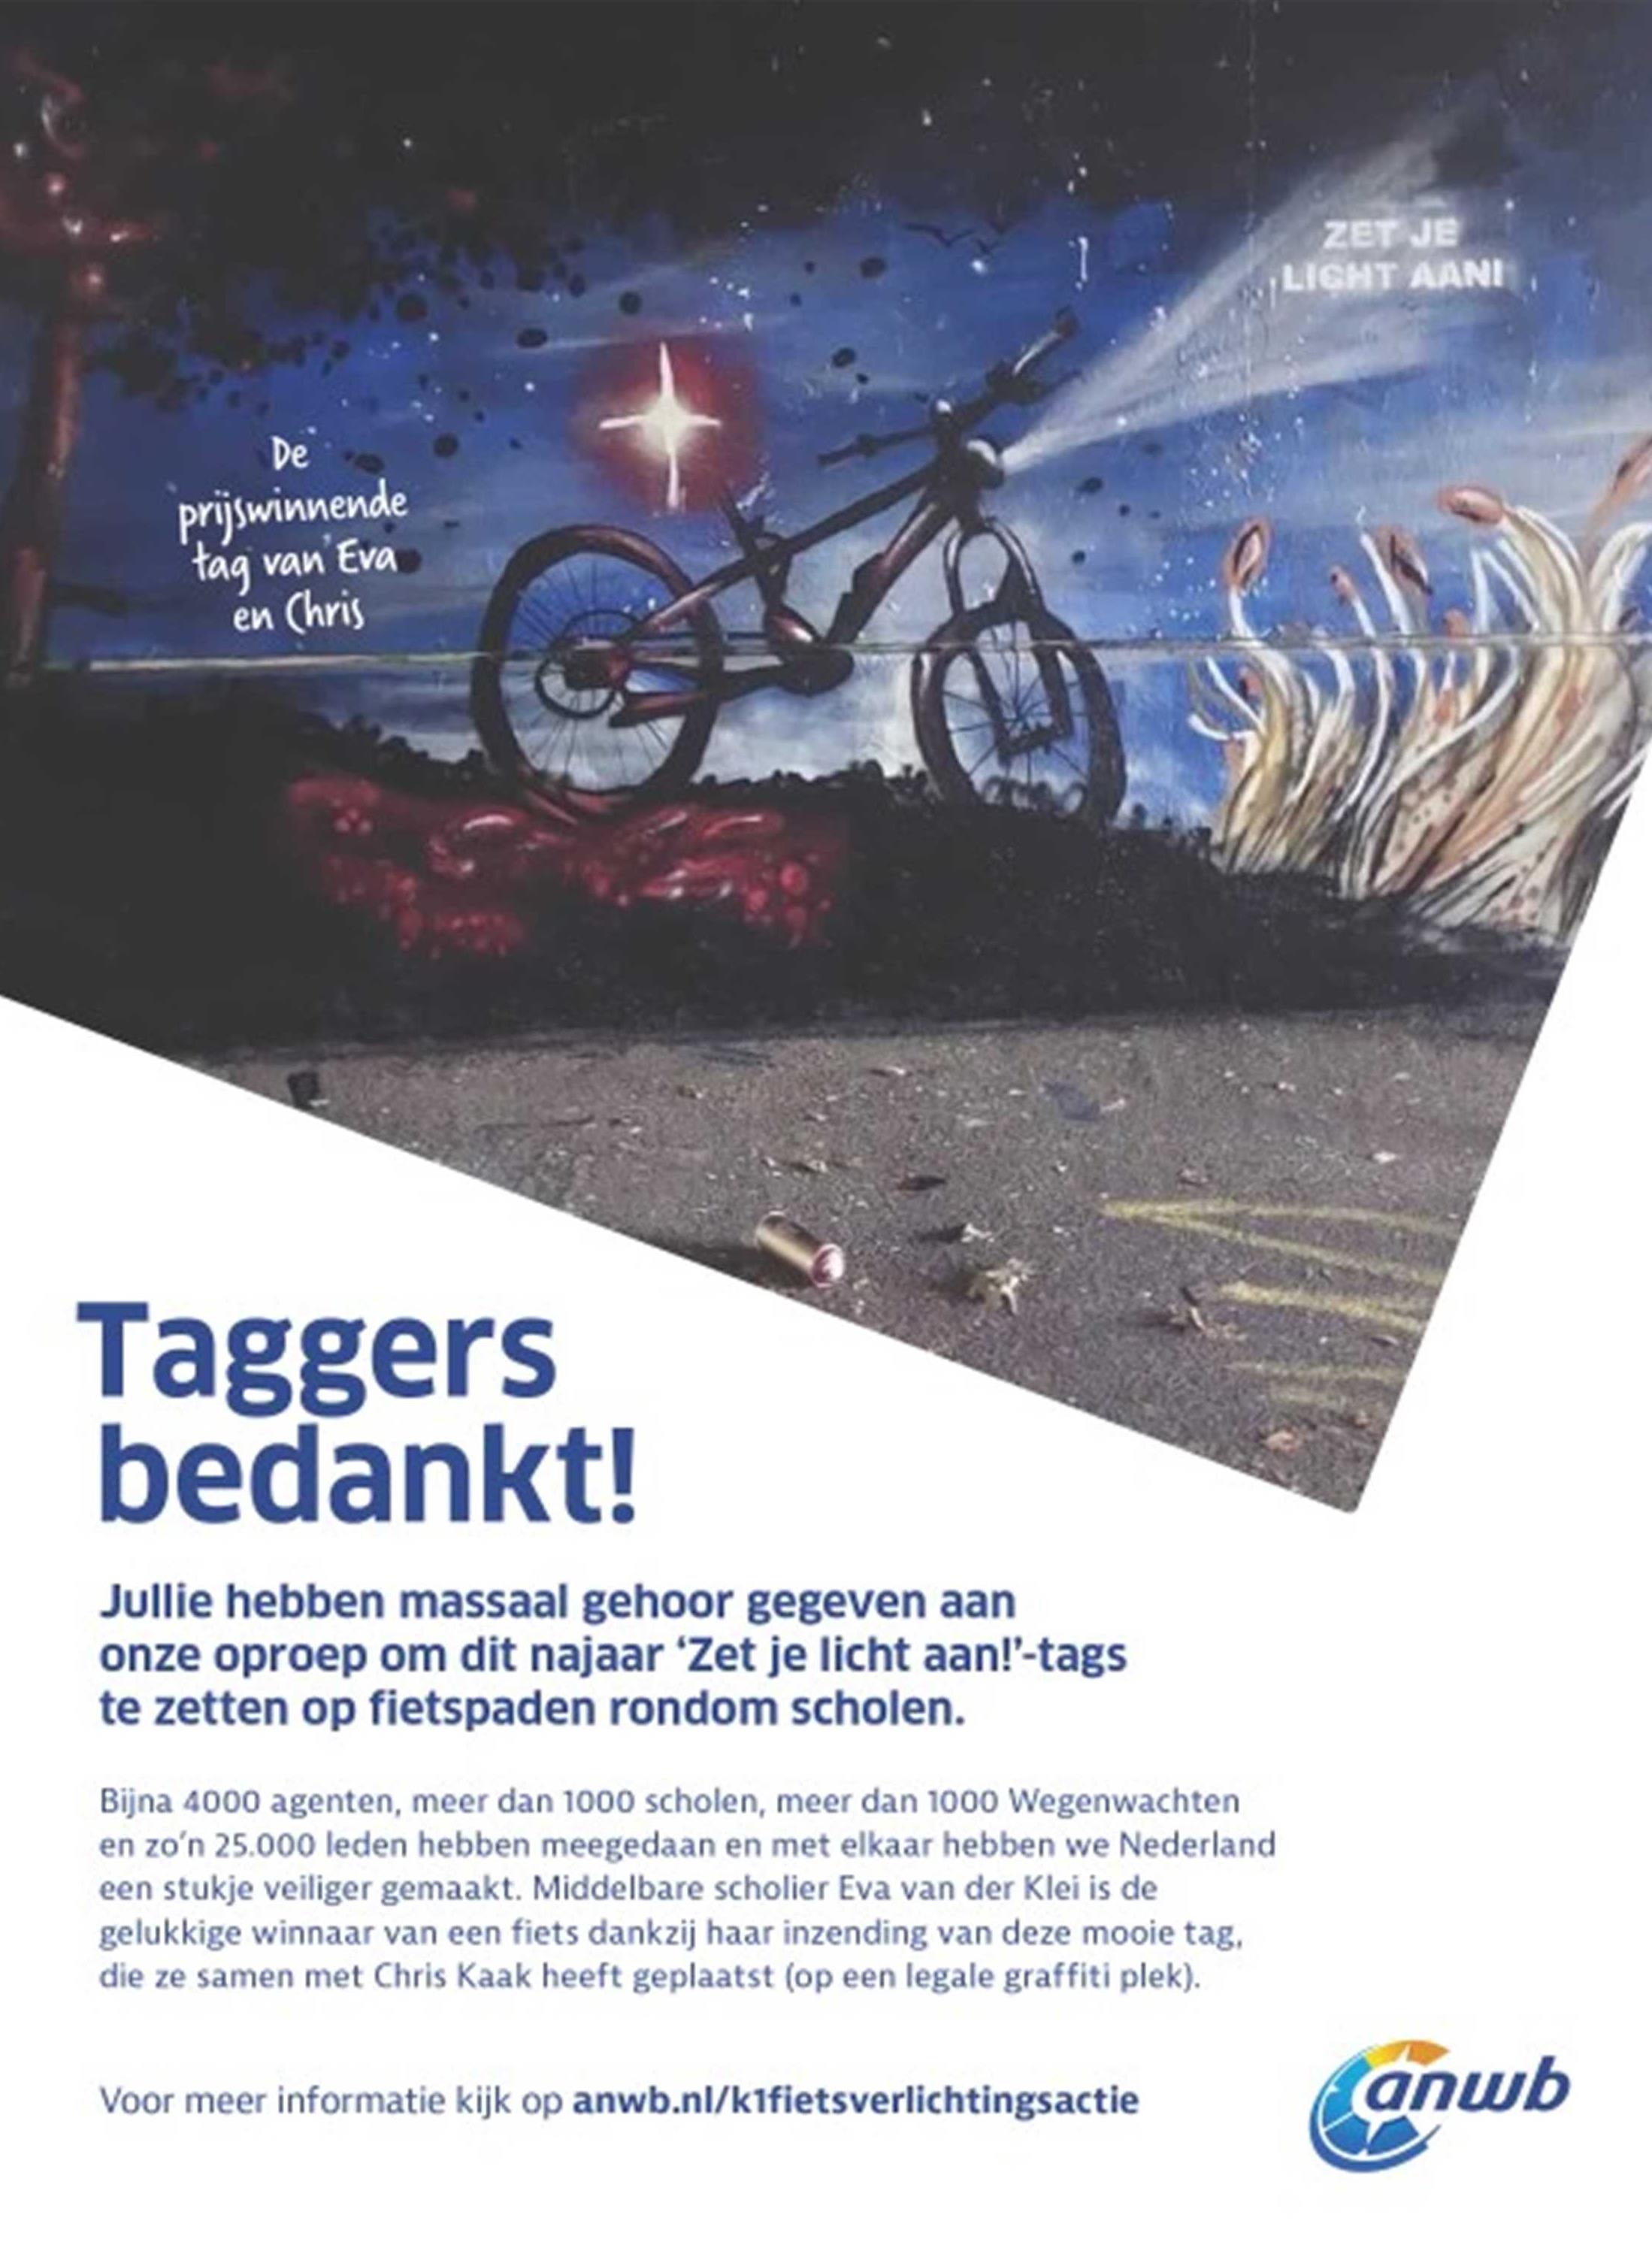 ZET JE
LIGHT AAN!
De
prijswinnende
tag van Eva
en Chris
Taggers
bedankt!
Jullie hebben massaal gehoor gegeven aan
onze oproep om dit najaar ‘Zet je licht aan!’-tags
te zetten op fietspaden rondom scholen.
Bijna 4000 agenten, meer dan 1000 scholen, meer dan 1000 Wegenwachten
en zo’n 25.000 leden hebben meegedaan en met elkaar hebben we Nederland
een stukje veiliger gemaakt. Middelbare scholier Eva van der Klei is de
gelukkige winnaar van een fiets dankzij haar inzending van deze mooie tag,
die ze samen met Chris Kaak heeft geplaatst (op een legale graffiti plek).
Voor meer informatie kijk op anwb.nl/k1fietsverlichtingsactie
anwb